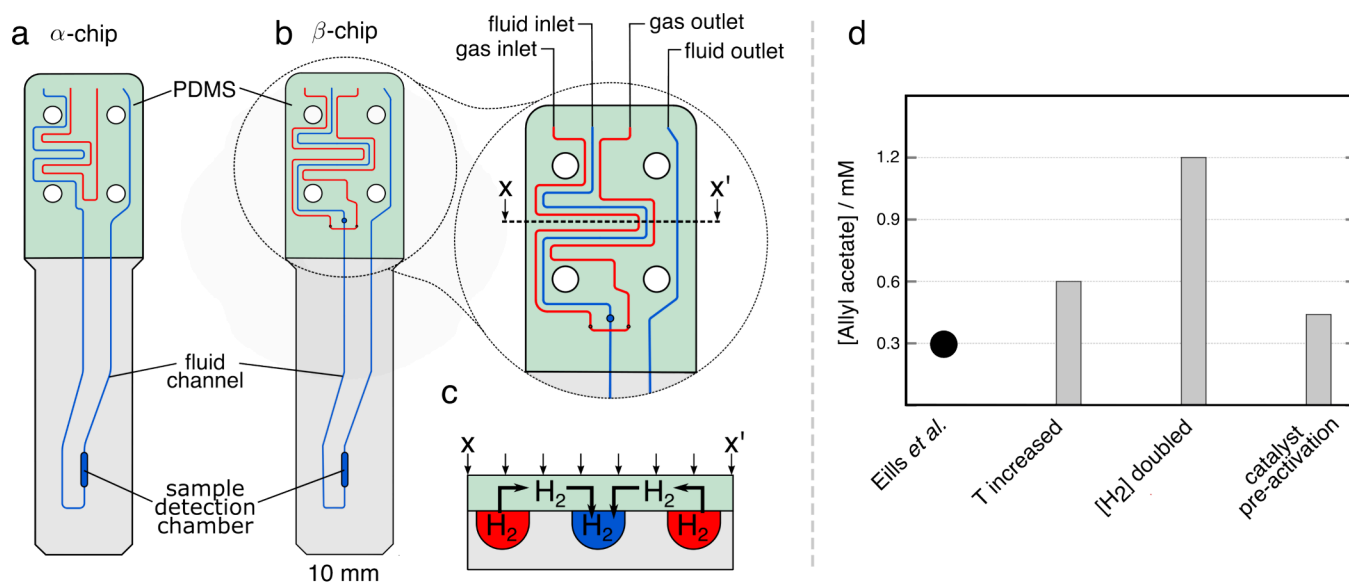 a
α-chip
b
β-chip
PDMS
fluid inlet
gas inlet
gas outlet
fluid outlet
x
x'
fluid
channel
sample
detection
chamber
10 mm
c
x
x'
H2
H2
H2
H2
H2
d
[Allyl acetate] / mM
1.2
0.9
0.6
0.3
Eills et al.
T increased
[H2] doubled
catalyst
pre-activation